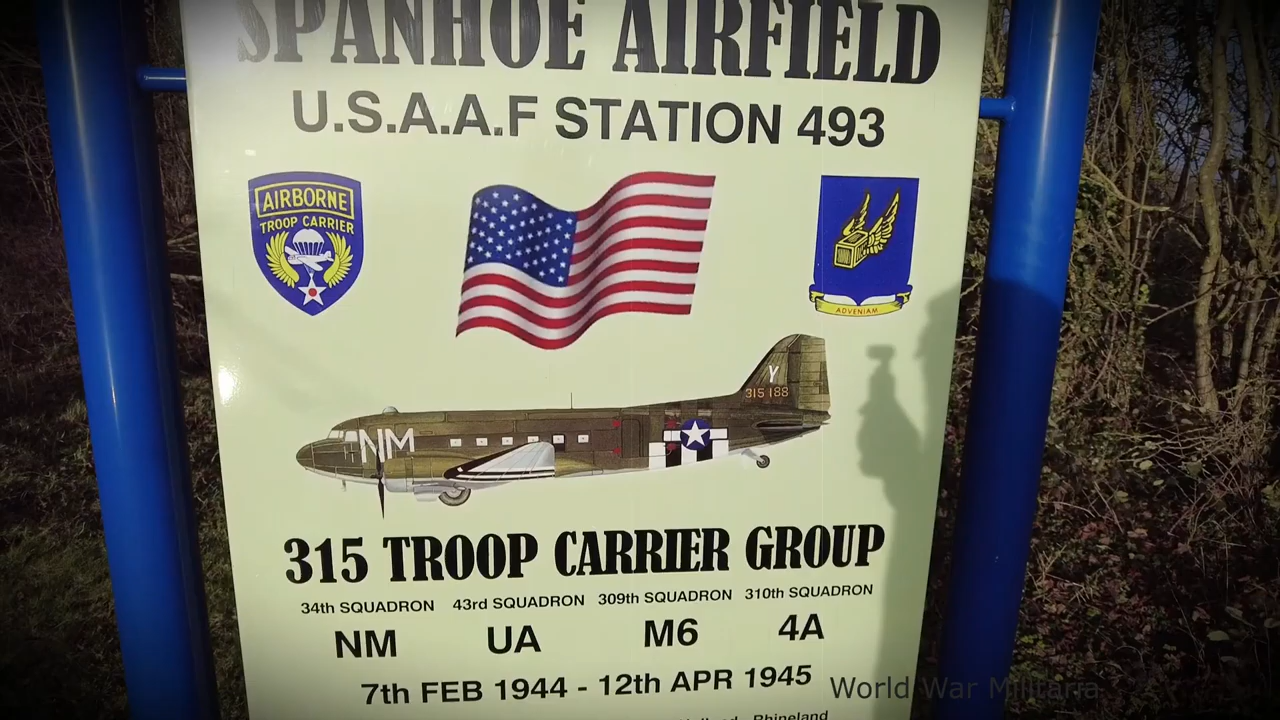 SPANHOE AIRFIELD
U.S.A.A.F STATION 493
AIRBORNE
TROOP CARRIER
ADVENIAM
Y
315188
NM
315 TROOP CARRIER GROUP
34th SQUADRON 43rd SQUADRON 309th SQUADRON 310th SQUADRON
NM UA M6 4A
7th FEB 1944 - 12th APR 1945
World War Militaria
Rhineland